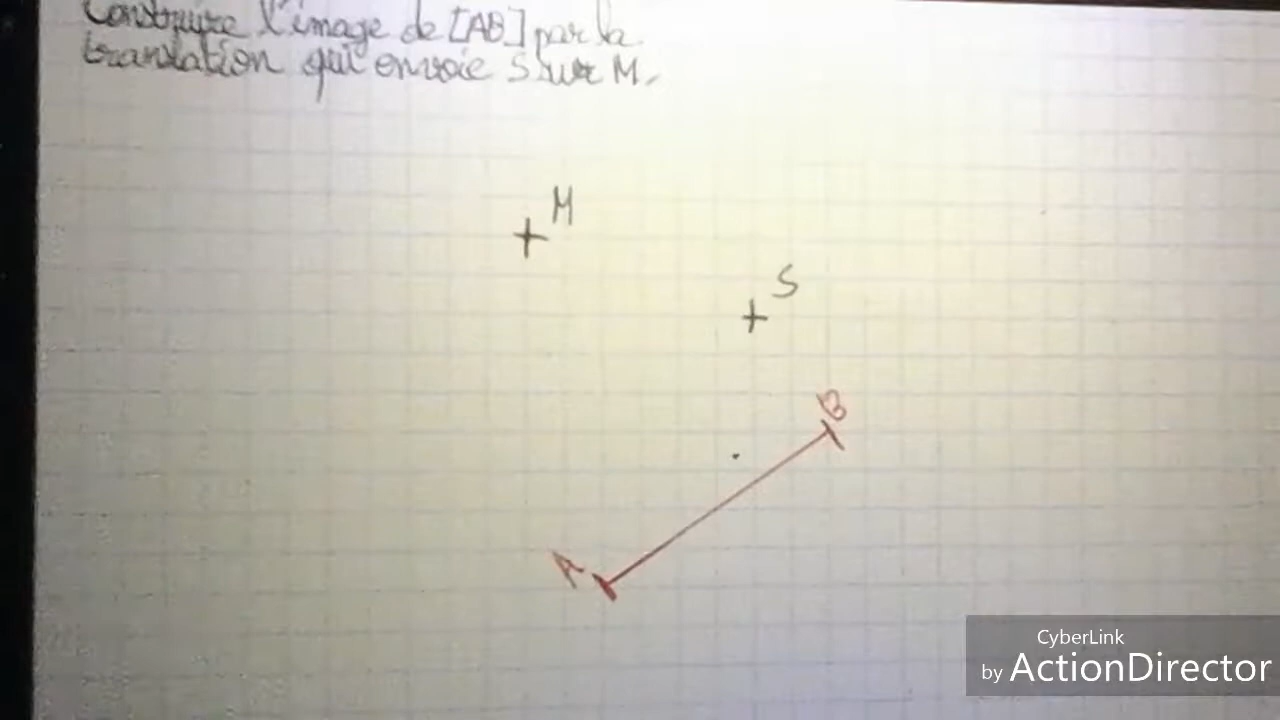 Construire l'image de [AB] par la
translation qui envoie S sur M.
M
S
B
A
CyberLink
by ActionDirector